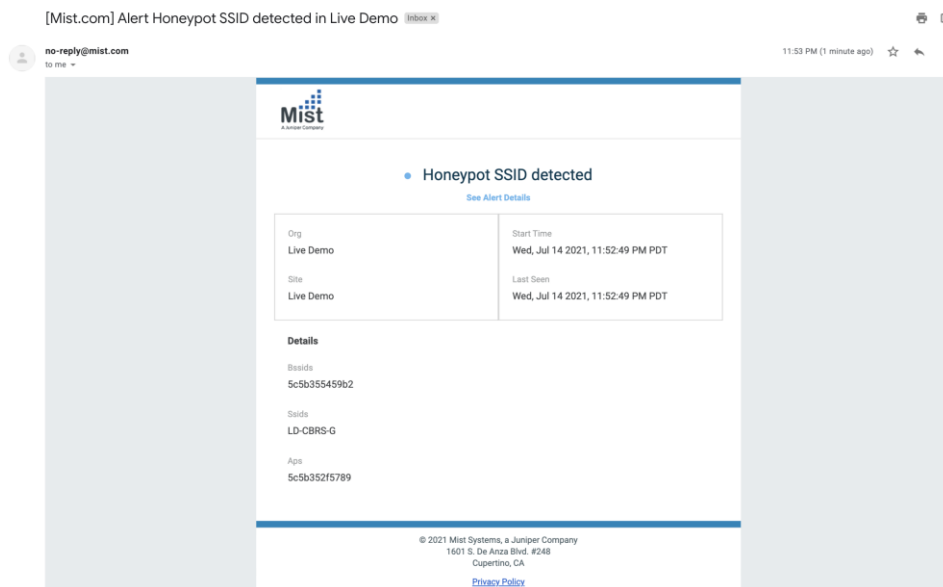 [Mist.com] Alert Honeypot SSID detected in Live Demo Inbox ×
no-reply@mist.com 11:53 PM (1 minute ago)
to me
Mist
A Juniper Company
Honeypot SSID detected
See Alert Details
Org
Live Demo
Site
Live Demo
Start Time
Wed, Jul 14 2021, 11:52:49 PM PDT
Last Seen
Wed, Jul 14 2021, 11:52:49 PM PDT
Details
Bssids
5c5b355459b2
Ssids
LD-CBRS-G
Aps
5c5b352f5789
© 2021 Mist Systems, a Juniper Company
1601 S. De Anza Blvd. #248
Cupertino, CA
Privacy Policy